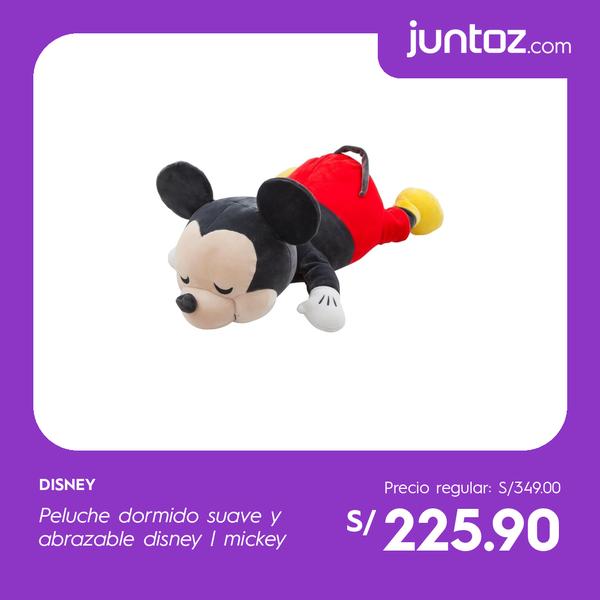 juntoz.com
DISNEY
Peluche dormido suave y
abrazable disney l mickey
Precio regular: S/349.00
S/ 225.90